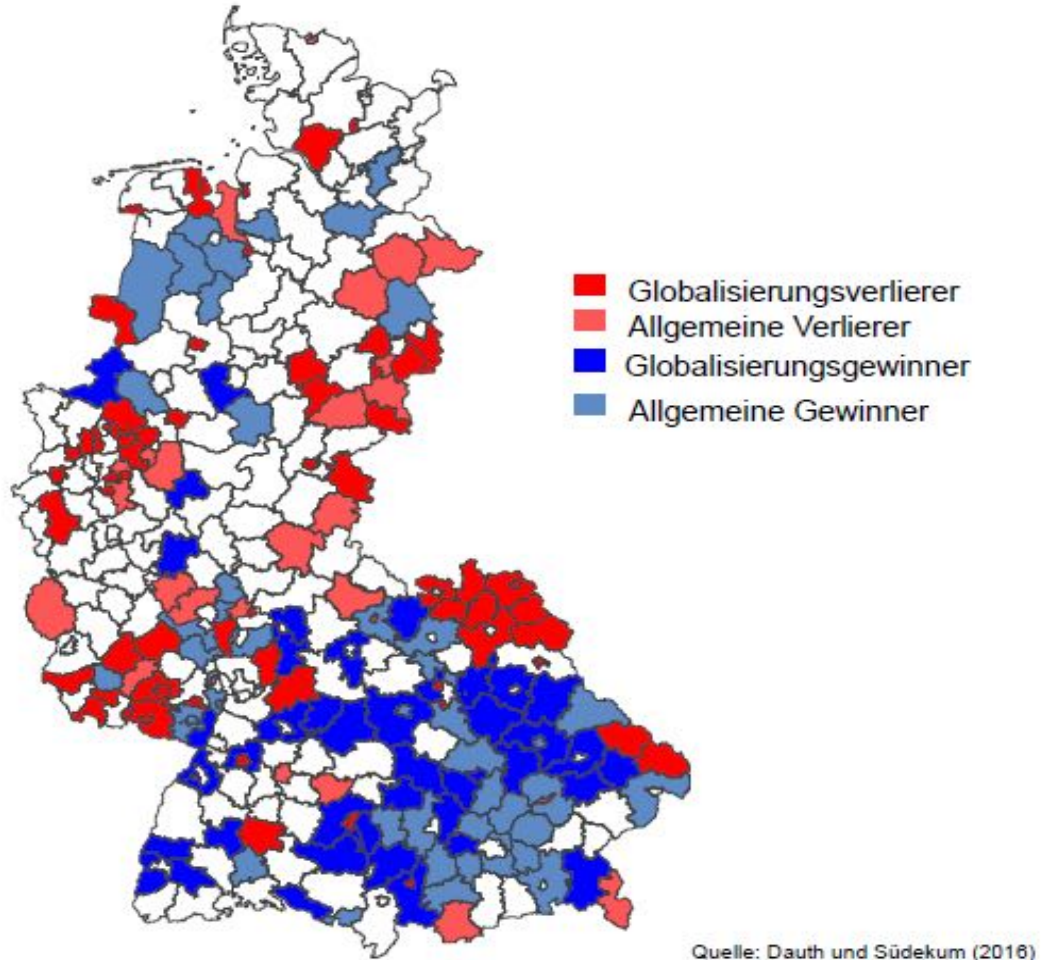 Globalisierungsverlierer
Allgemeine Verlierer
Globalisierungsgewinner
Allgemeine Gewinner
Quelle: Dauth und Südekum (2016)